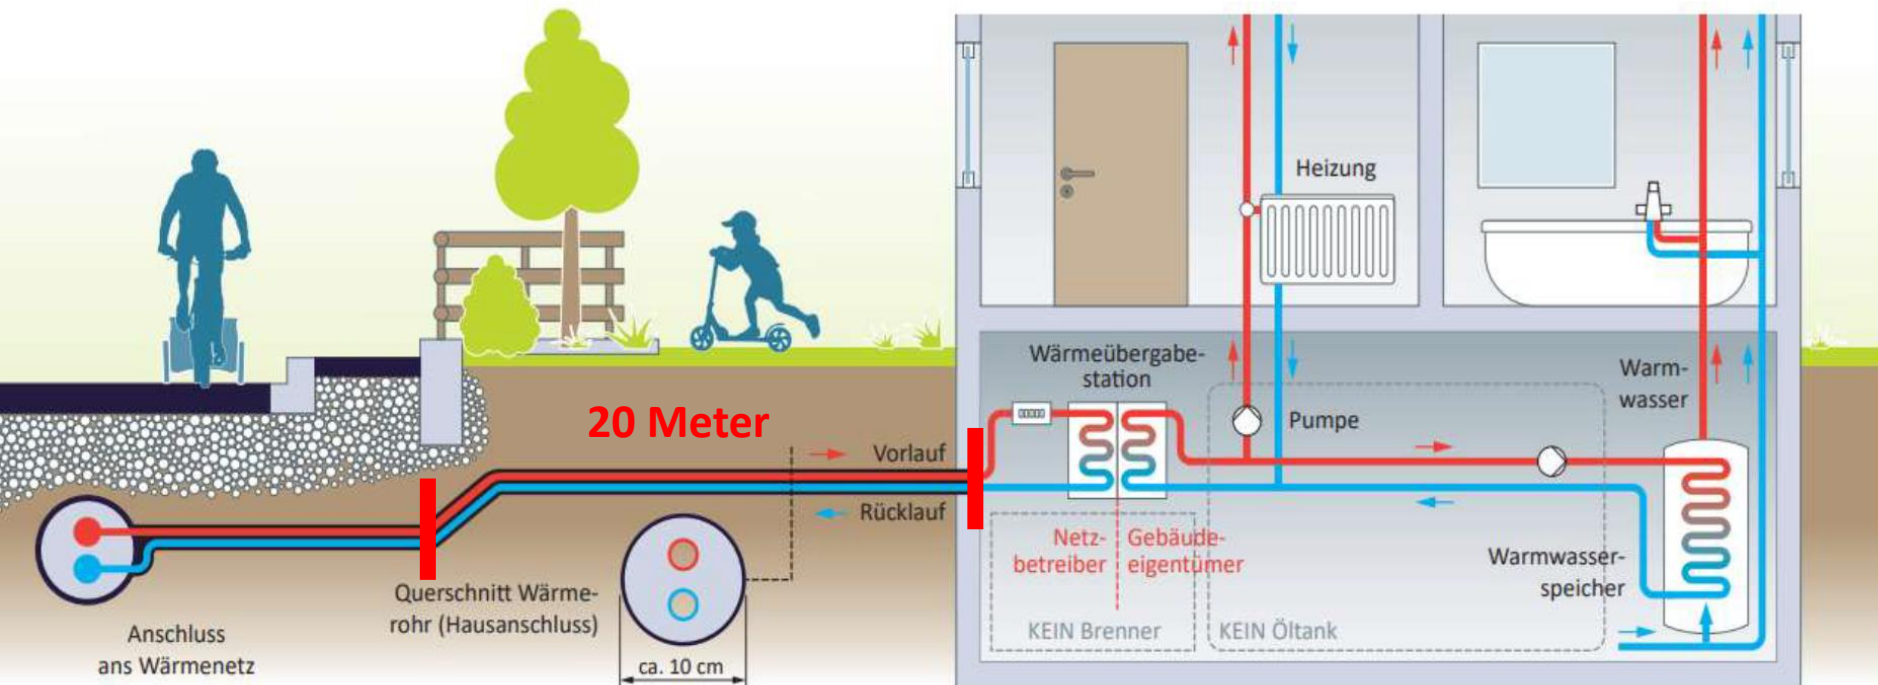 Heizung
Wärmeübergabe-
station
Warm-
wasser
20 Meter
Pumpe
Vorlauf
Rücklauf
Netz-
betreiber
Gebäude-
eigentümer
Warmwasser-
speicher
Querschnitt Wärme-
rohr (Hausanschluss)
Anschluss
ans Wärmenetz
KEIN Brenner
KEIN Öltank
ca. 10 cm